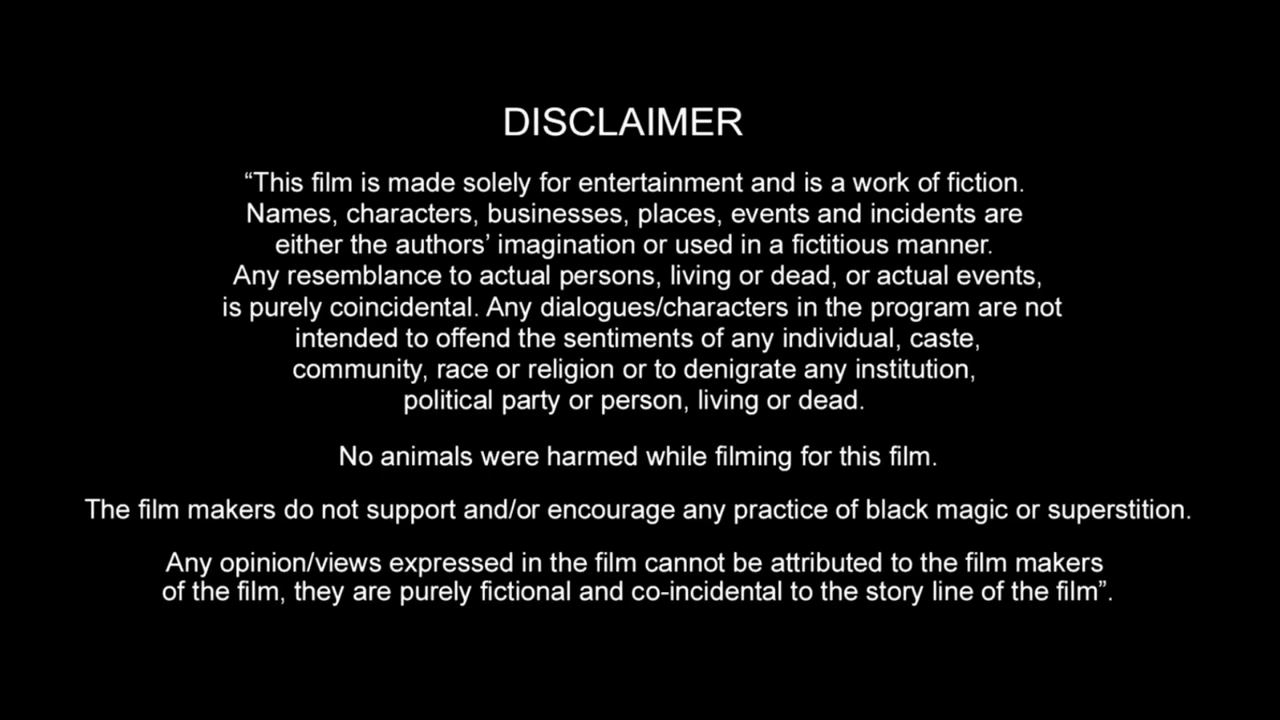 DISCLAIMER
“This film is made solely for entertainment and is a work of fiction.
Names, characters, businesses, places, events and incidents are
either the authors’ imagination or used in a fictitious manner.
Any resemblance to actual persons, living or dead, or actual events,
is purely coincidental. Any dialogues/characters in the program are not
intended to offend the sentiments of any individual, caste,
community, race or religion or to denigrate any institution,
political party or person, living or dead.
No animals were harmed while filming for this film.
The film makers do not support and/or encourage any practice of black magic or superstition.
Any opinion/views expressed in the film cannot be attributed to the film makers
of the film, they are purely fictional and co-incidental to the story line of the film”.